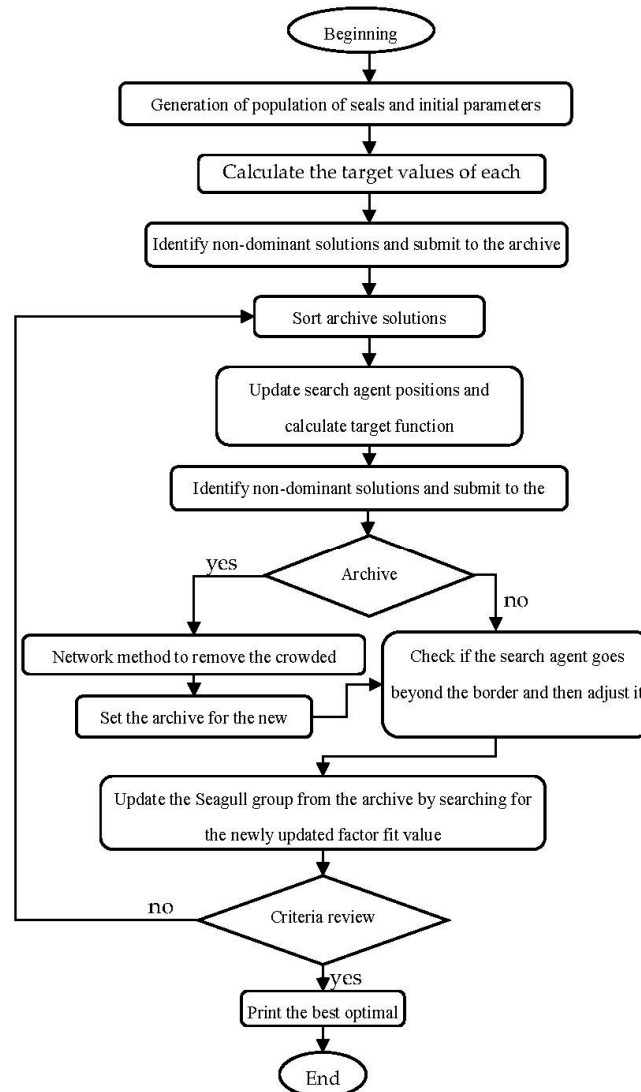 Beginning
Generation of population of seals and initial parameters
Calculate the target values of each
Identify non-dominant solutions and submit to the archive
Sort archive solutions
Update search agent positions and
calculate target function
Identify non-dominant solutions and submit to the
Archive
yes
no
Network method to remove the crowded
Set the archive for the new
Check if the search agent goes
beyond the border and then adjust it
Update the Seagull group from the archive by searching for
the newly updated factor fit value
Criteria review
no
yes
Print the best optimal
End